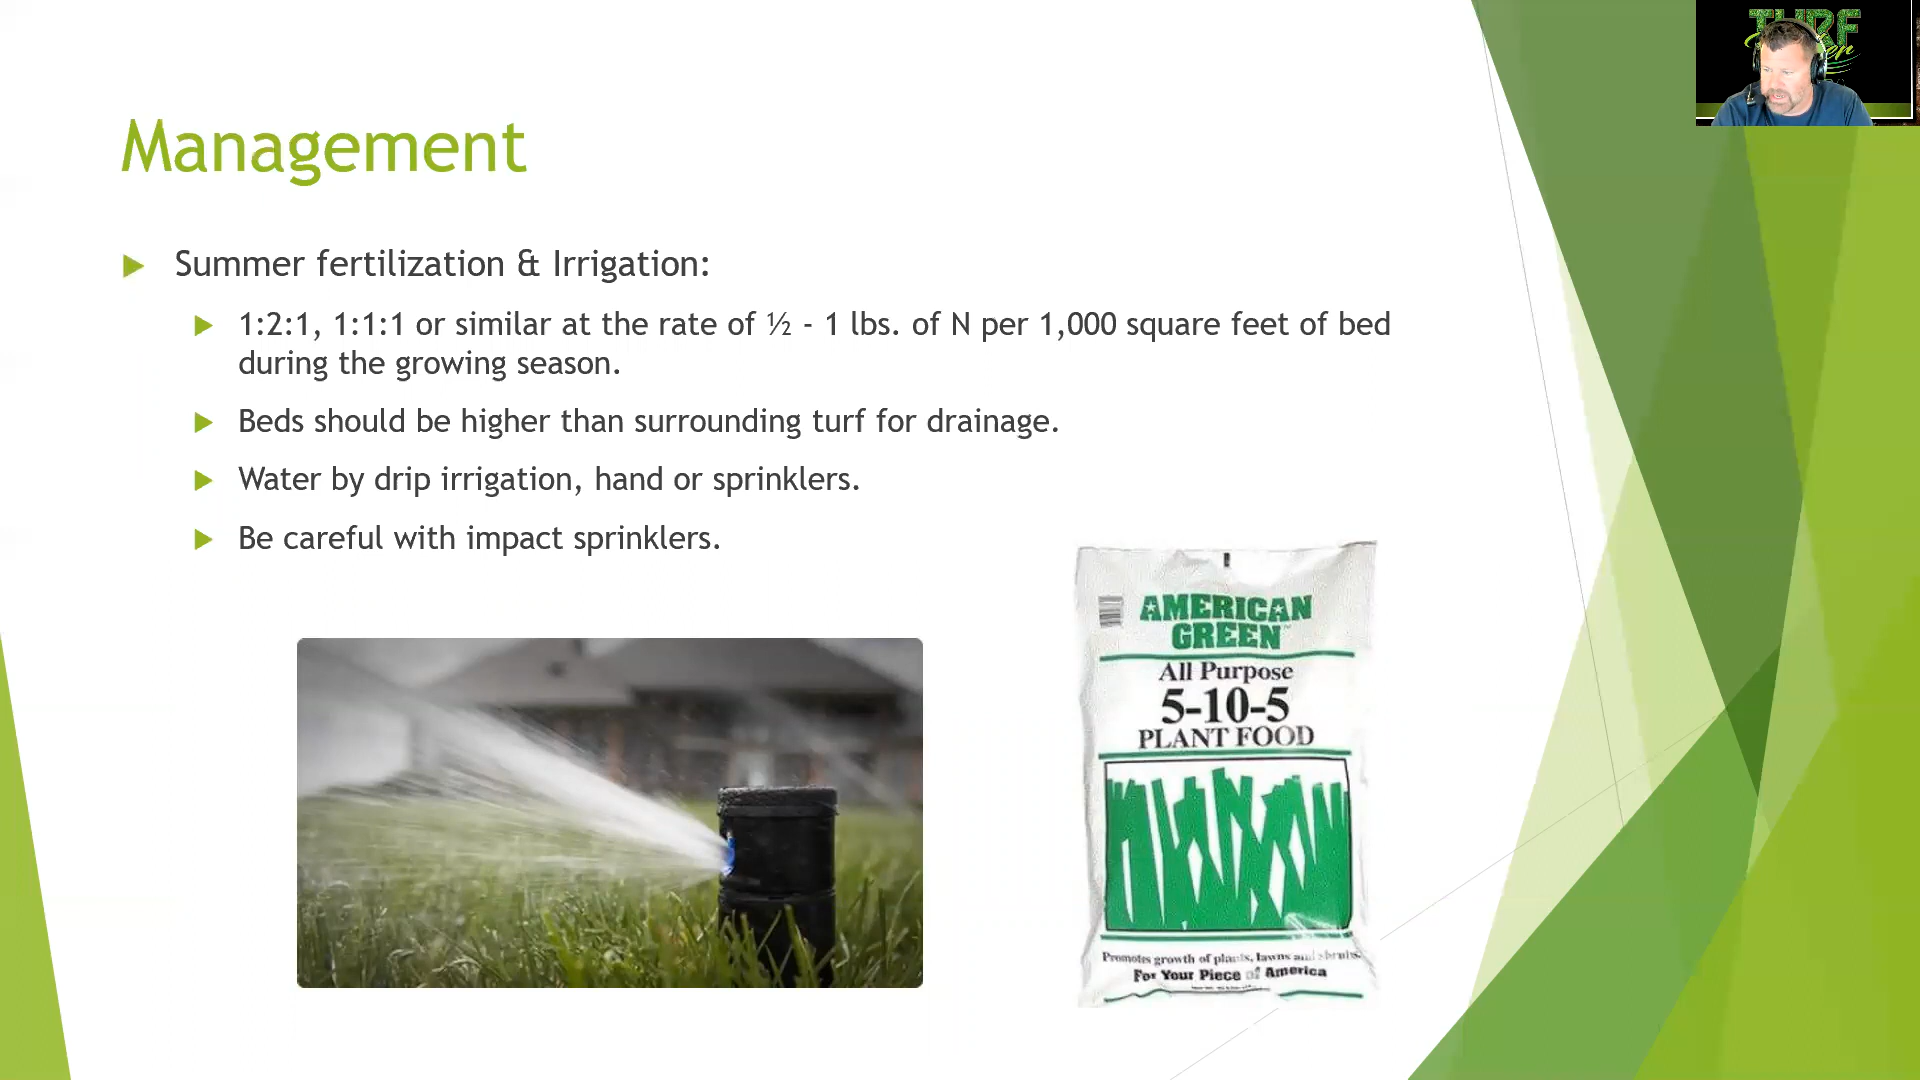 TURF
Management
Summer fertilization & Irrigation:
1:2:1, 1:1:1 or similar at the rate of ½ - 1 lbs. of N per 1,000 square feet of bed
during the growing season.
Beds should be higher than surrounding turf for drainage.
Water by drip irrigation, hand or sprinklers.
Be careful with impact sprinklers.
AMERICAN
GREEN
All Purpose
5-10-5
PLANT FOOD
Promotes growth of plants, lawns and shrubs.
For Your Piece of America